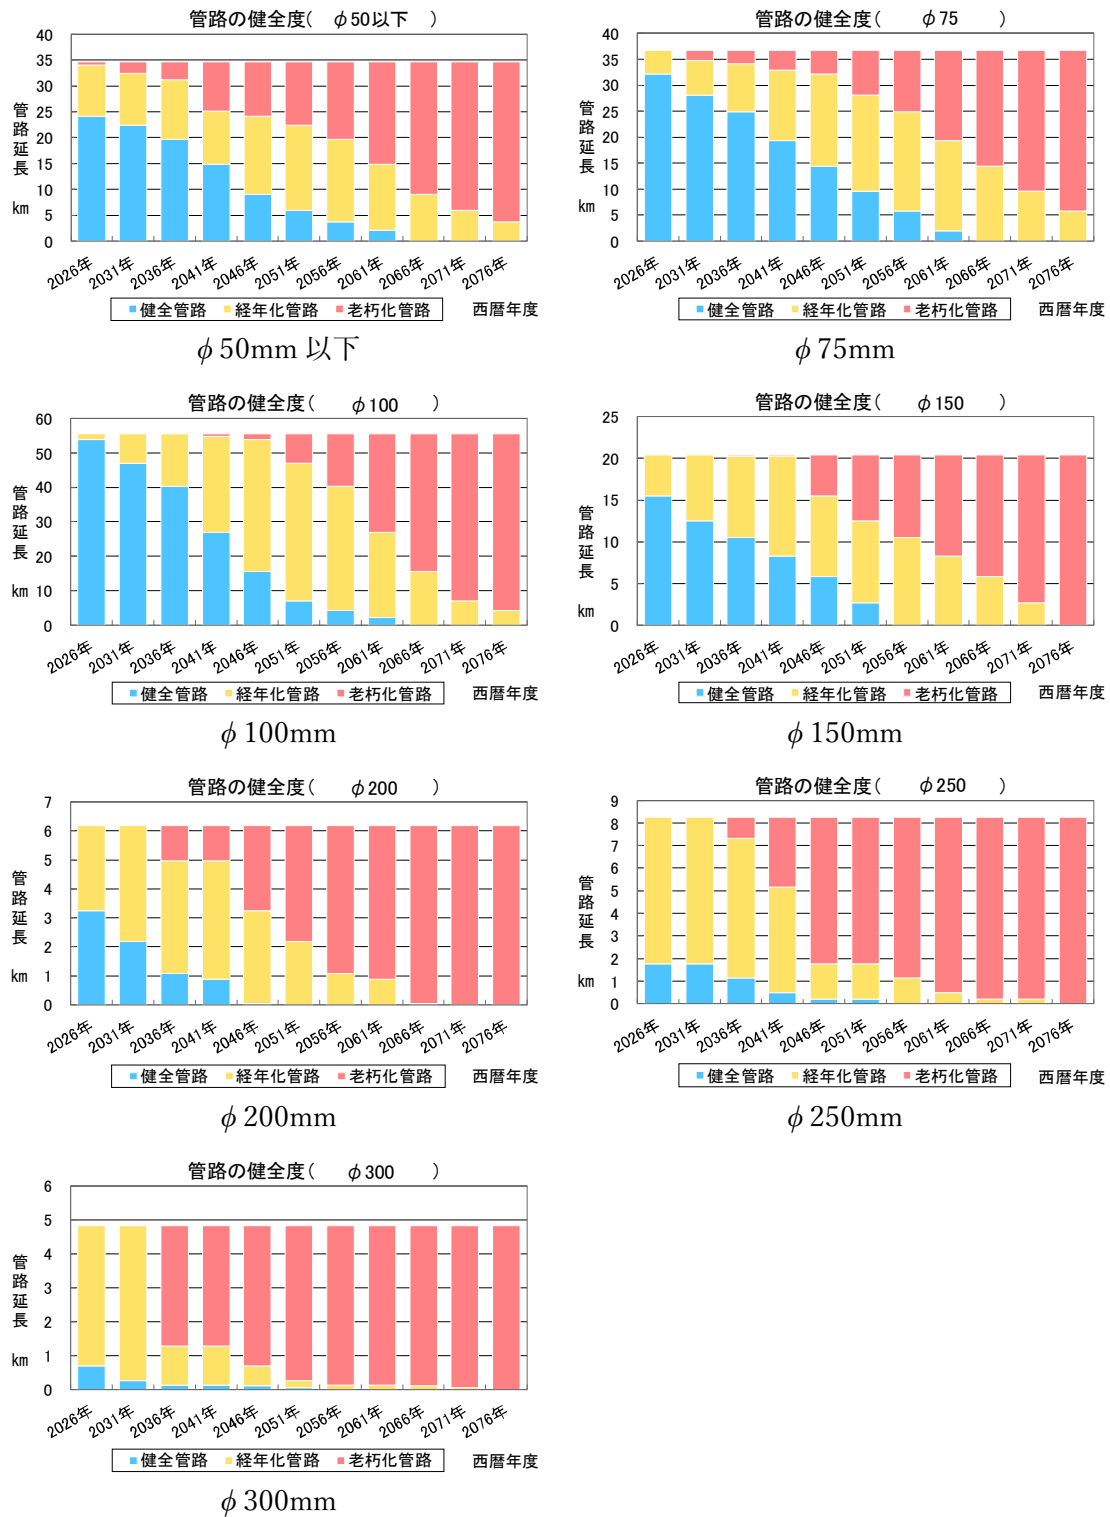 管路の健全度(　φ50以下　)
40
35
30
25
20
15
10
5
0
管路延長 km
2026年 2031年 2036年 2041年 2046年 2051年 2056年 2061年 2066年 2071年 2076年
健全管路 経年化管路 老朽化管路 西暦年度
φ50mm 以下
管路の健全度(　φ75　)
40
35
30
25
20
15
10
5
0
管路延長 km
2026年 2031年 2036年 2041年 2046年 2051年 2056年 2061年 2066年 2071年 2076年
健全管路 経年化管路 老朽化管路 西暦年度
φ75mm
管路の健全度(　φ100　)
60
50
40
30
20
10
0
管路延長 km
2026年 2031年 2036年 2041年 2046年 2051年 2056年 2061年 2066年 2071年 2076年
健全管路 経年化管路 老朽化管路 西暦年度
φ100mm
管路の健全度(　φ150　)
25
20
15
10
5
0
管路延長 km
2026年 2031年 2036年 2041年 2046年 2051年 2056年 2061年 2066年 2071年 2076年
健全管路 経年化管路 老朽化管路 西暦年度
φ150mm
管路の健全度(　φ200　)
7
6
5
4
3
2
1
0
管路延長 km
2026年 2031年 2036年 2041年 2046年 2051年 2056年 2061年 2066年 2071年 2076年
健全管路 経年化管路 老朽化管路 西暦年度
φ200mm
管路の健全度(　φ250　)
9
8
7
6
5
4
3
2
1
0
管路延長 km
2026年 2031年 2036年 2041年 2046年 2051年 2056年 2061年 2066年 2071年 2076年
健全管路 経年化管路 老朽化管路 西暦年度
φ250mm
管路の健全度(　φ300　)
6
5
4
3
2
1
0
管路延長 km
2026年 2031年 2036年 2041年 2046年 2051年 2056年 2061年 2066年 2071年 2076年
健全管路 経年化管路 老朽化管路 西暦年度
φ300mm